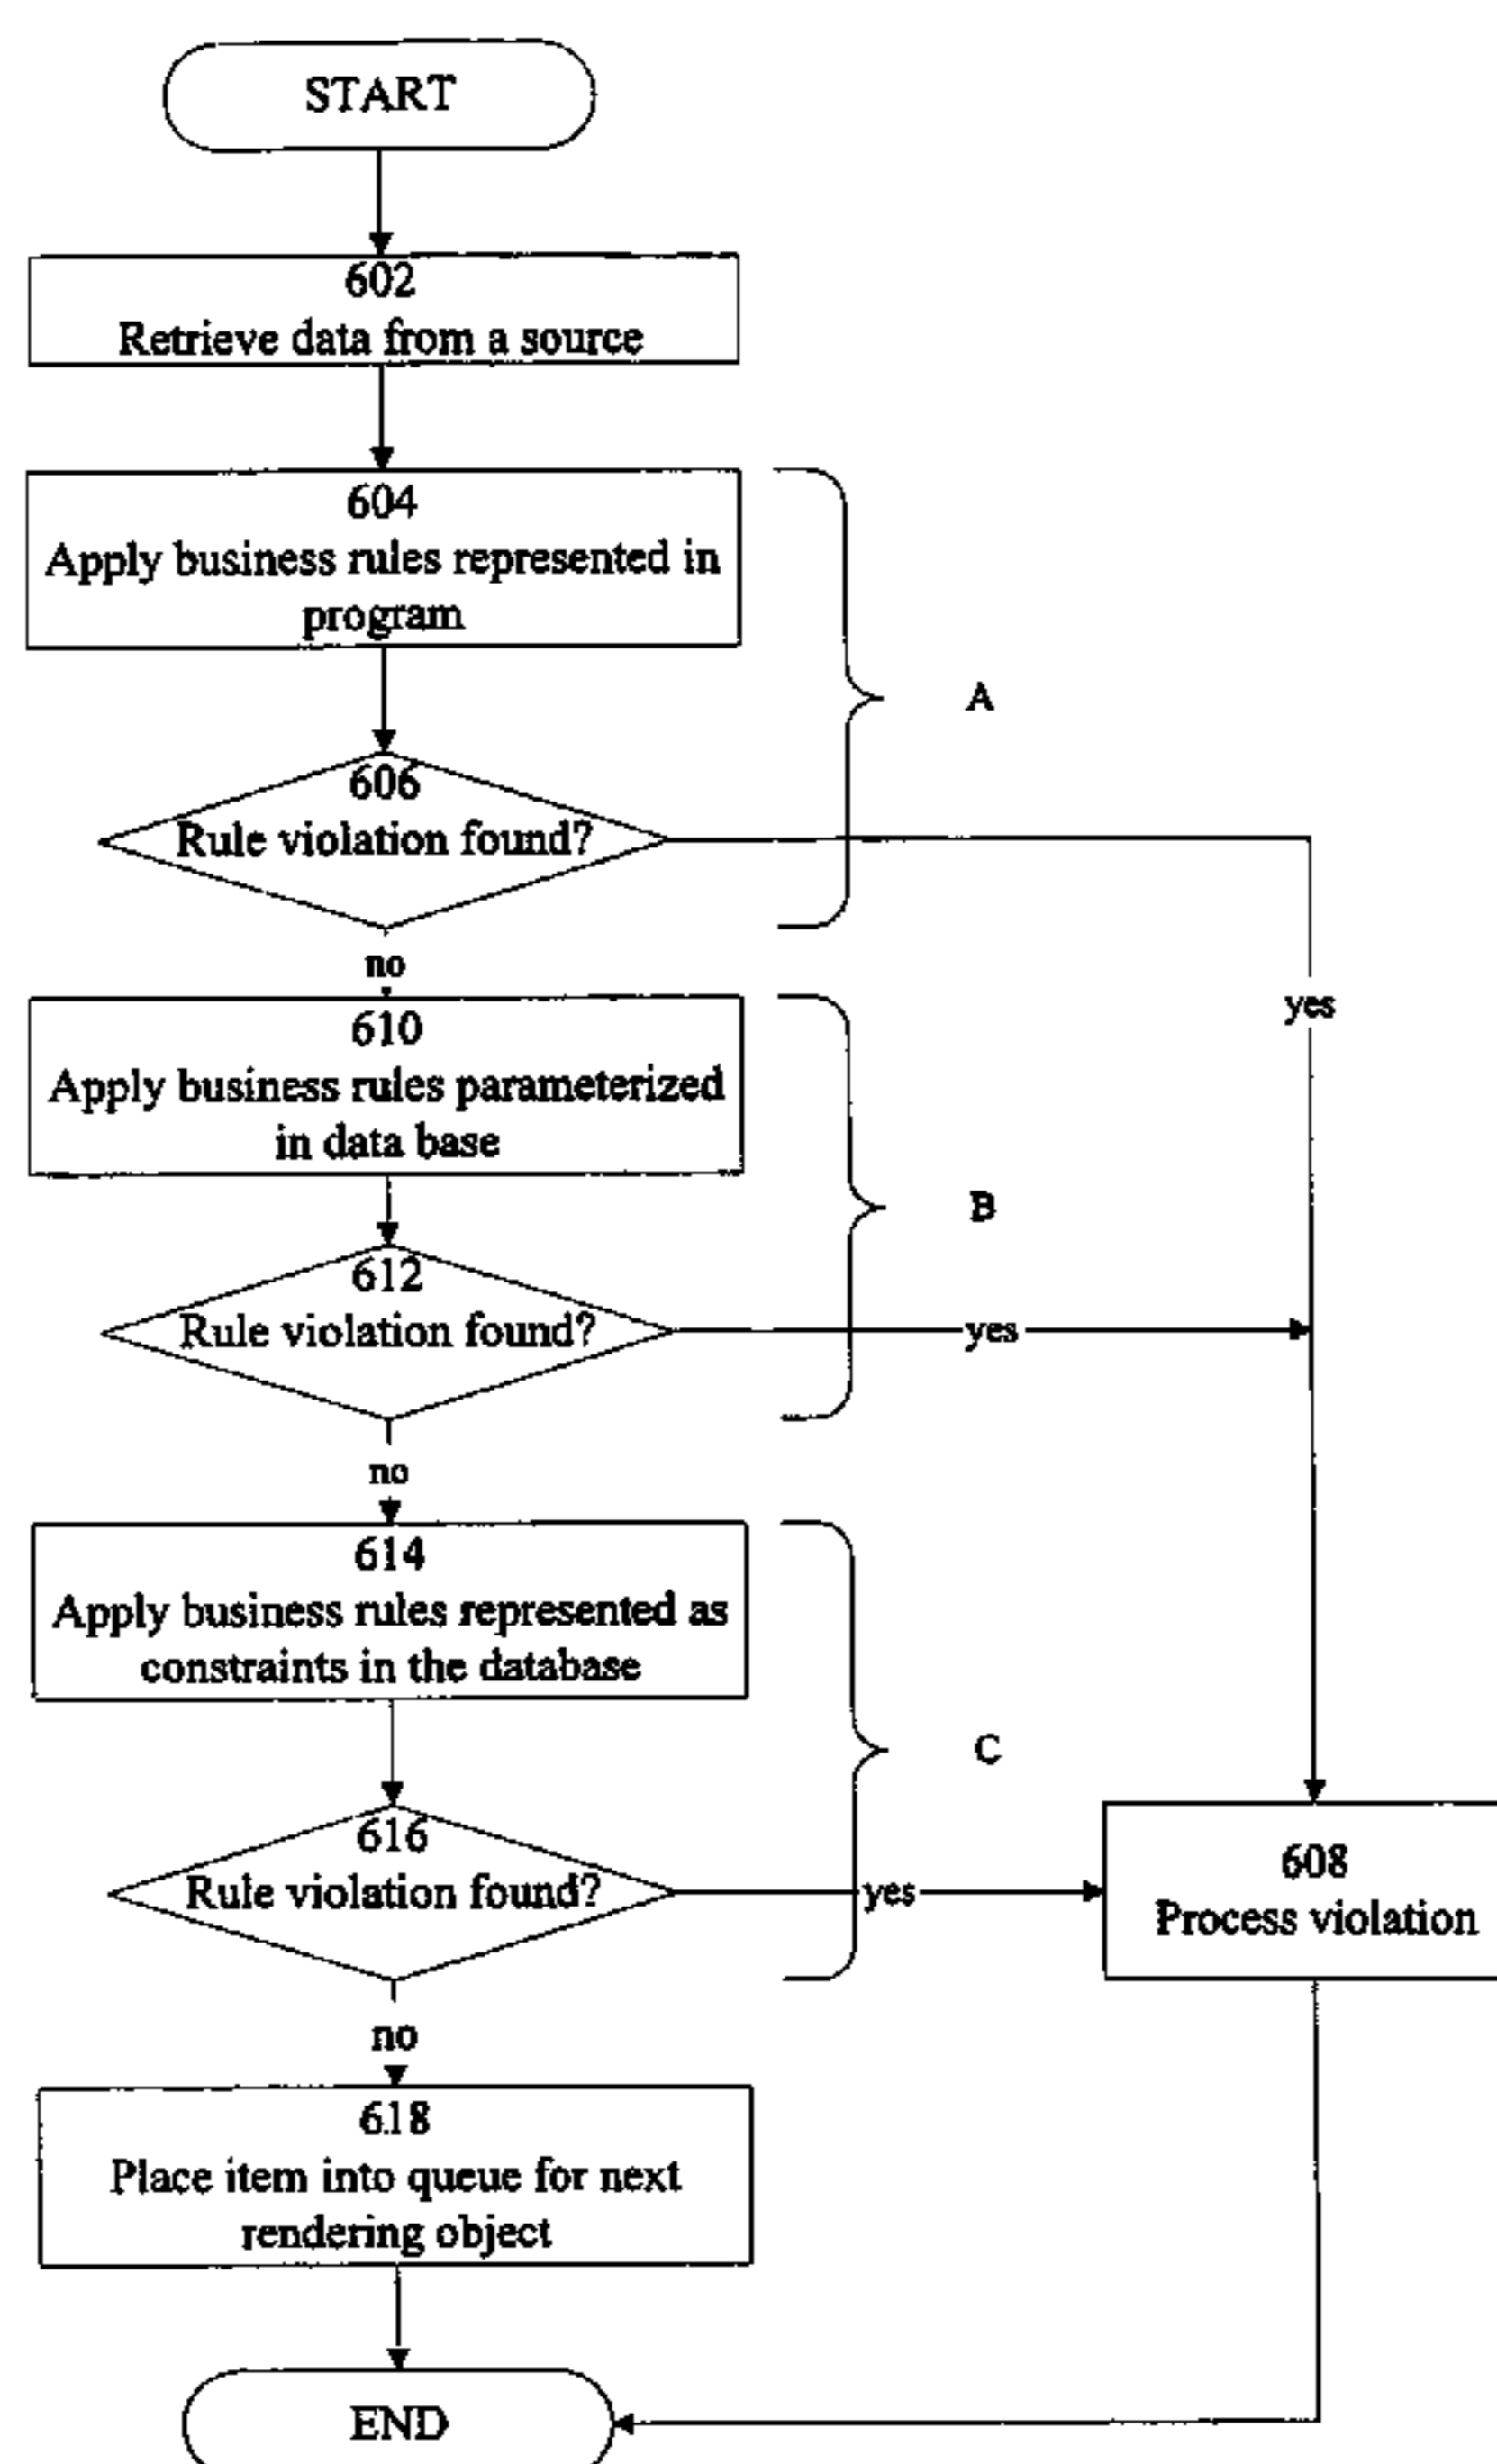 START
602
Retrieve data from a source
604
Apply business rules represented in
program
A
606
Rule violation found?
no
yes
610
Apply business rules parameterized
in data base
B
612
Rule violation found?
yes
no
614
Apply business rules represented as
constraints in the database
C
616
Rule violation found?
yes
608
Process violation
no
618
Place item into queue for next
rendering object
END